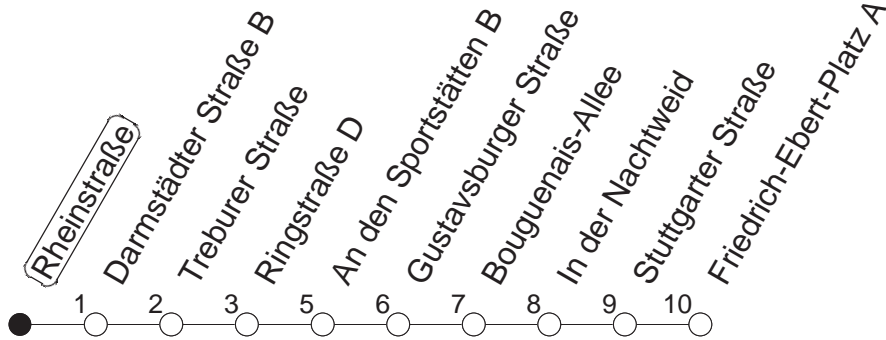 Rheinstraße
Darmstädter Straße B
Treburer Straße
Ringstraße D
An den Sportstätten B
Gustavsburger Straße
Bouguenais-Allee
In der Nachtweid
Stuttgarter Straße
Friedrich-Ebert-Platz A
1 2 3 5 6 7 8 9 10